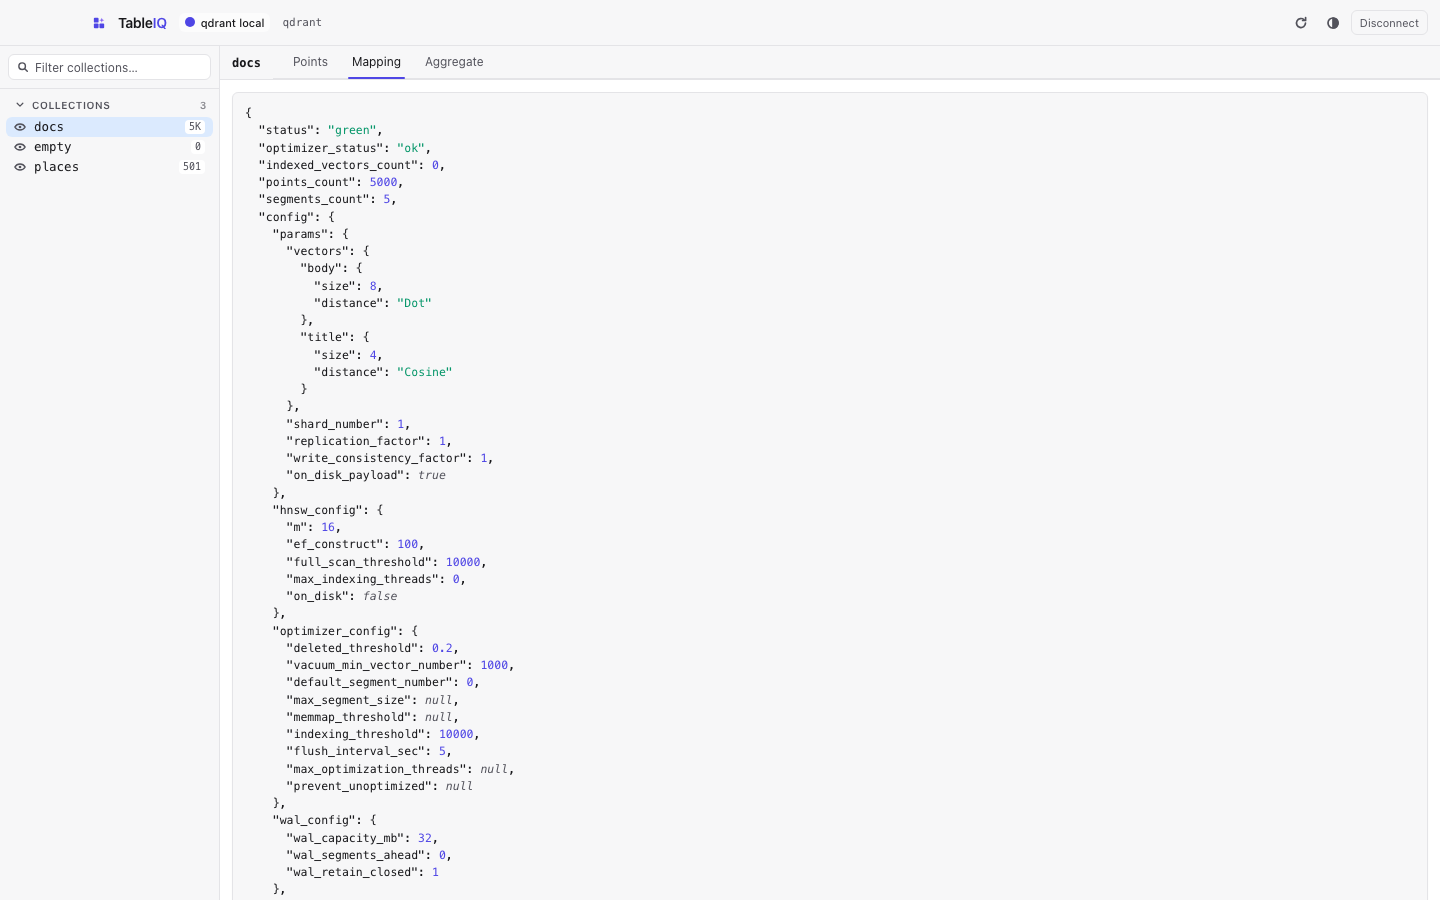 TableIQ
qdrant local
qdrant
Disconnect
Filter collections...
COLLECTIONS 3
docs 5K
empty 0
places 501
docs Points Mapping Aggregate
{
  "status": "green",
  "optimizer_status": "ok",
  "indexed_vectors_count": 0,
  "points_count": 5000,
  "segments_count": 5,
  "config": {
    "params": {
      "vectors": {
        "body": {
          "size": 8,
          "distance": "Dot"
        },
        "title": {
          "size": 4,
          "distance": "Cosine"
        }
      },
      "shard_number": 1,
      "replication_factor": 1,
      "write_consistency_factor": 1,
      "on_disk_payload": true
    },
    "hnsw_config": {
      "m": 16,
      "ef_construct": 100,
      "full_scan_threshold": 10000,
      "max_indexing_threads": 0,
      "on_disk": false
    },
    "optimizer_config": {
      "deleted_threshold": 0.2,
      "vacuum_min_vector_number": 1000,
      "default_segment_number": 0,
      "max_segment_size": null,
      "memmap_threshold": null,
      "indexing_threshold": 10000,
      "flush_interval_sec": 5,
      "max_optimization_threads": null,
      "prevent_unoptimized": null
    },
    "wal_config": {
      "wal_capacity_mb": 32,
      "wal_segments_ahead": 0,
      "wal_retain_closed": 1
    },